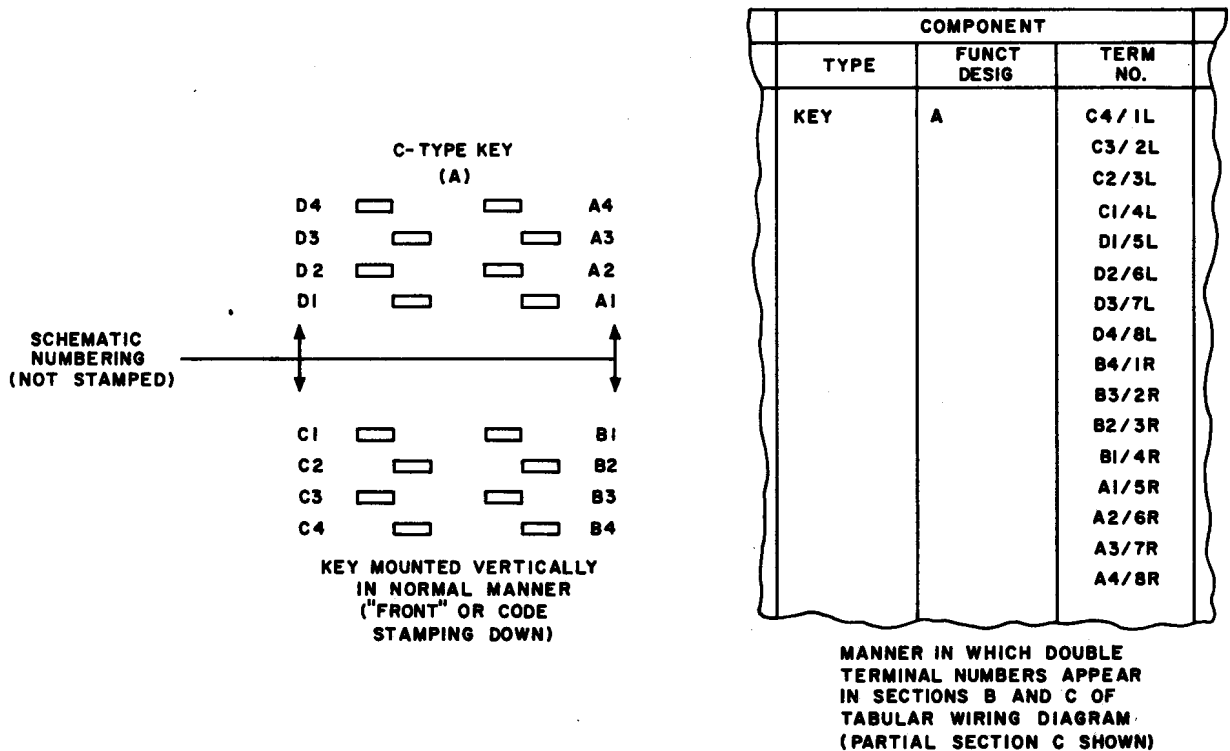 C-TYPE KEY
(A)
D4 A4
D3 A3
D2 A2
D1 A1
SCHEMATIC
NUMBERING
(NOT STAMPED)
C1 B1
C2 B2
C3 B3
C4 B4
KEY MOUNTED VERTICALLY
IN NORMAL MANNER
("FRONT" OR CODE
STAMPING DOWN)
COMPONENT
TYPE FUNCT DESIG TERM NO.
KEY A C4/1L
C3/2L
C2/3L
C1/4L
D1/5L
D2/6L
D3/7L
D4/8L
B4/1R
B3/2R
B2/3R
B1/4R
A1/5R
A2/6R
A3/7R
A4/8R
MANNER IN WHICH DOUBLE
TERMINAL NUMBERS APPEAR
IN SECTIONS B AND C OF
TABULAR WIRING DIAGRAM
(PARTIAL SECTION C SHOWN)